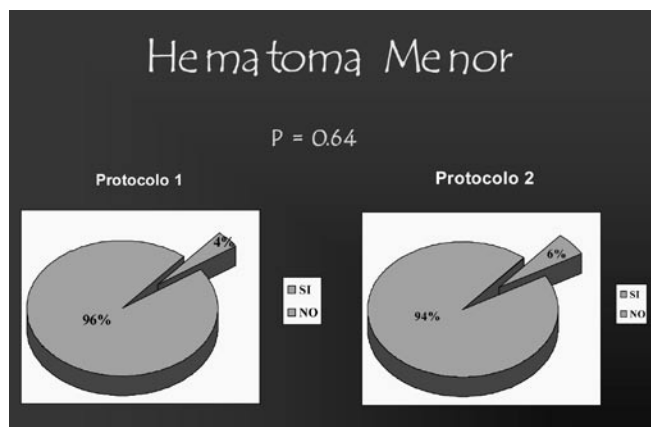 Hematoma Menor
P = 0.64
Protocolo 1
Protocolo 2
4%
96%
SI
NO
6%
94%
SI
NO